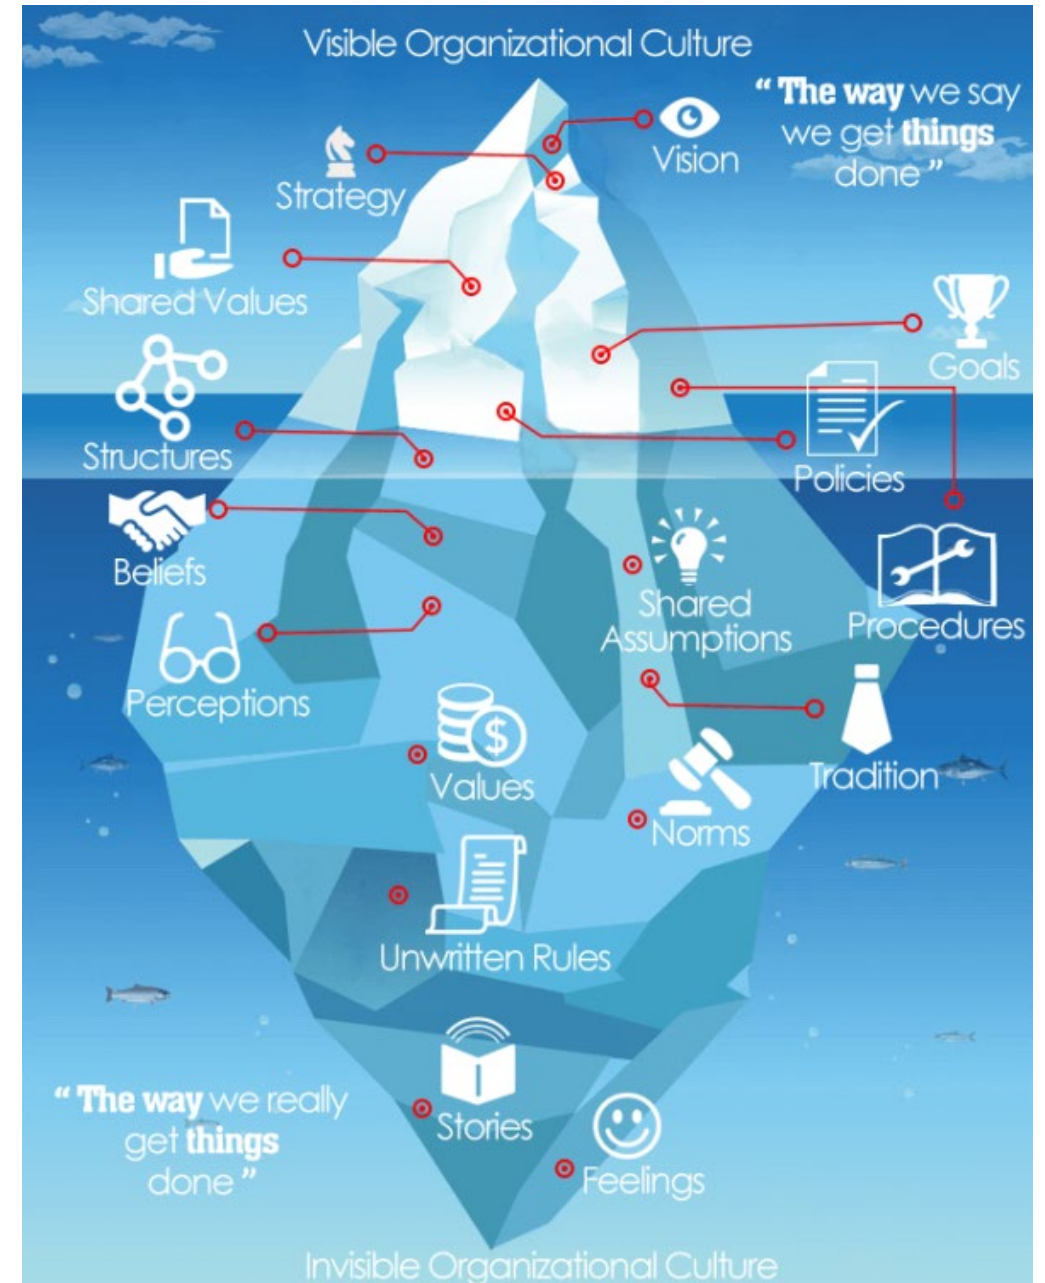 Visible Organizational Culture
“ The way we say
we get things
done ”
Vision
Strategy
Shared Values
Goals
Structures
Policies
Beliefs
Shared
Assumptions
Procedures
Perceptions
Tradition
Values
Norms
Unwritten Rules
“ The way we really
get things
done ”
Stories
Feelings
Invisible Organizational Culture